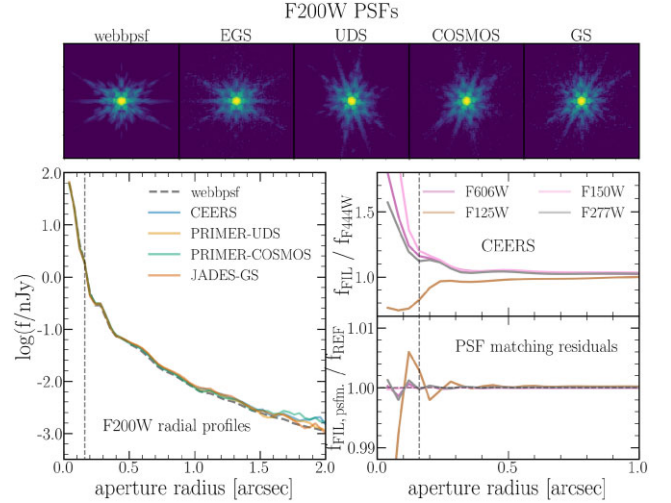 F200W PSFs
webbpsf EGS UDS COSMOS GS
2.0
1.0
0.0
-1.0
-2.0
-3.0
log(f/nJy)
webbpsf
CEERS
PRIMER-UDS
PRIMER-COSMOS
JADES-GS
F200W radial profiles
0.0 0.5 1.0 1.5 2.0
aperture radius [arcsec]
1.5
1.0
f_FIL / f_F444W
F606W F150W
F125W F277W
CEERS
1.01
1.00
0.99
f_FIL, psfm. / f_REF
PSF matching residuals
0.0 0.5 1.0
aperture radius [arcsec]